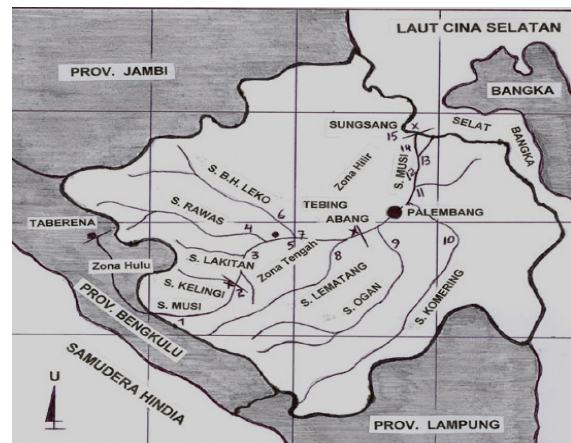 LAUT CINA SELATAN
PROV. JAMBI
BANGKA
SUNGSANG
X
SELAT
BANGKA
15
14
13
12
11
S. MUSI
Zona Hilir
S. B.H. LEKO
6
TEBING
ABANG
X
PALEMBANG
S. RAWAS
4
5
7
TABERENA
Zona Hulu
S. LAKITAN
3
Zona Tengah
8
9
10
S. KELINGI
2
S. LEMATANG
S. OGAN
S. KOMERING
S. MUSI
1
PROV. BENGKULU
SAMUDERA HINDIA
U
PROV. LAMPUNG